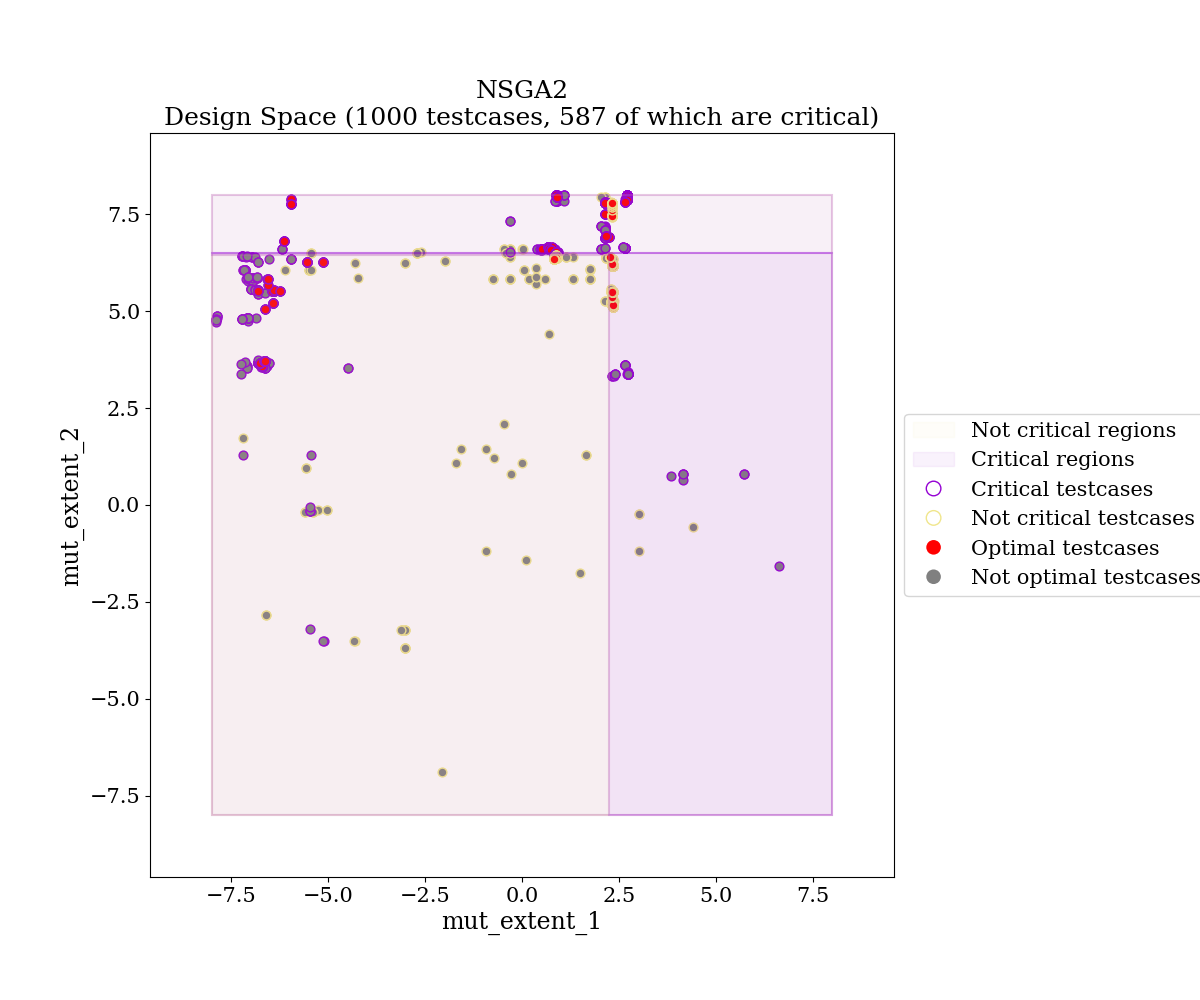 NSGA2
Design Space (1000 testcases, 587 of which are critical)
7.5
5.0
2.5
0.0
−2.5
−5.0
−7.5
mut_extent_2
−7.5
−5.0
−2.5
0.0
2.5
5.0
7.5
mut_extent_1
Not critical regions
Critical regions
Critical testcases
Not critical testcases
Optimal testcases
Not optimal testcases